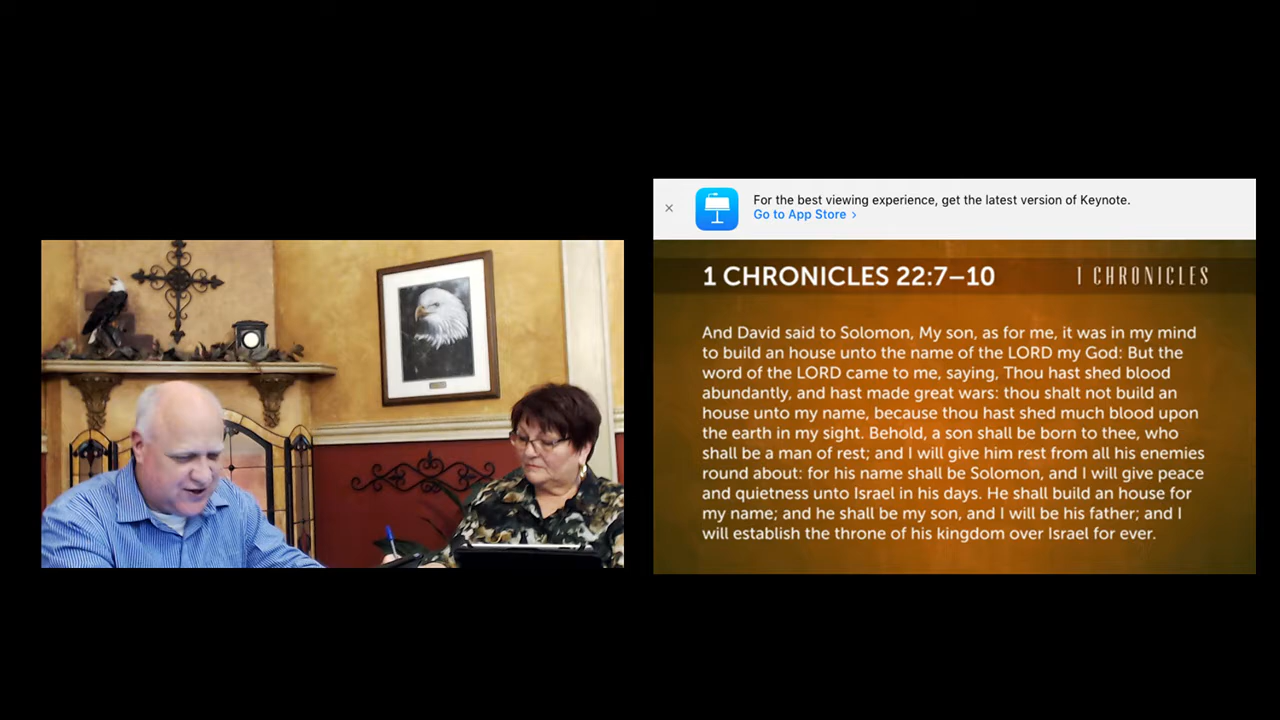 For the best viewing experience, get the latest version of Keynote.
Go to App Store >
1 CHRONICLES 22:7–10
1 CHRONICLES
And David said to Solomon, My son, as for me, it was in my mind
to build an house unto the name of the LORD my God: But the
word of the LORD came to me, saying, Thou hast shed blood
abundantly, and hast made great wars: thou shalt not build an
house unto my name, because thou hast shed much blood upon
the earth in my sight. Behold, a son shall be born to thee, who
shall be a man of rest; and I will give him rest from all his enemies
round about: for his name shall be Solomon, and I will give peace
and quietness unto Israel in his days. He shall build an house for
my name; and he shall be my son, and I will be his father; and I
will establish the throne of his kingdom over Israel for ever.